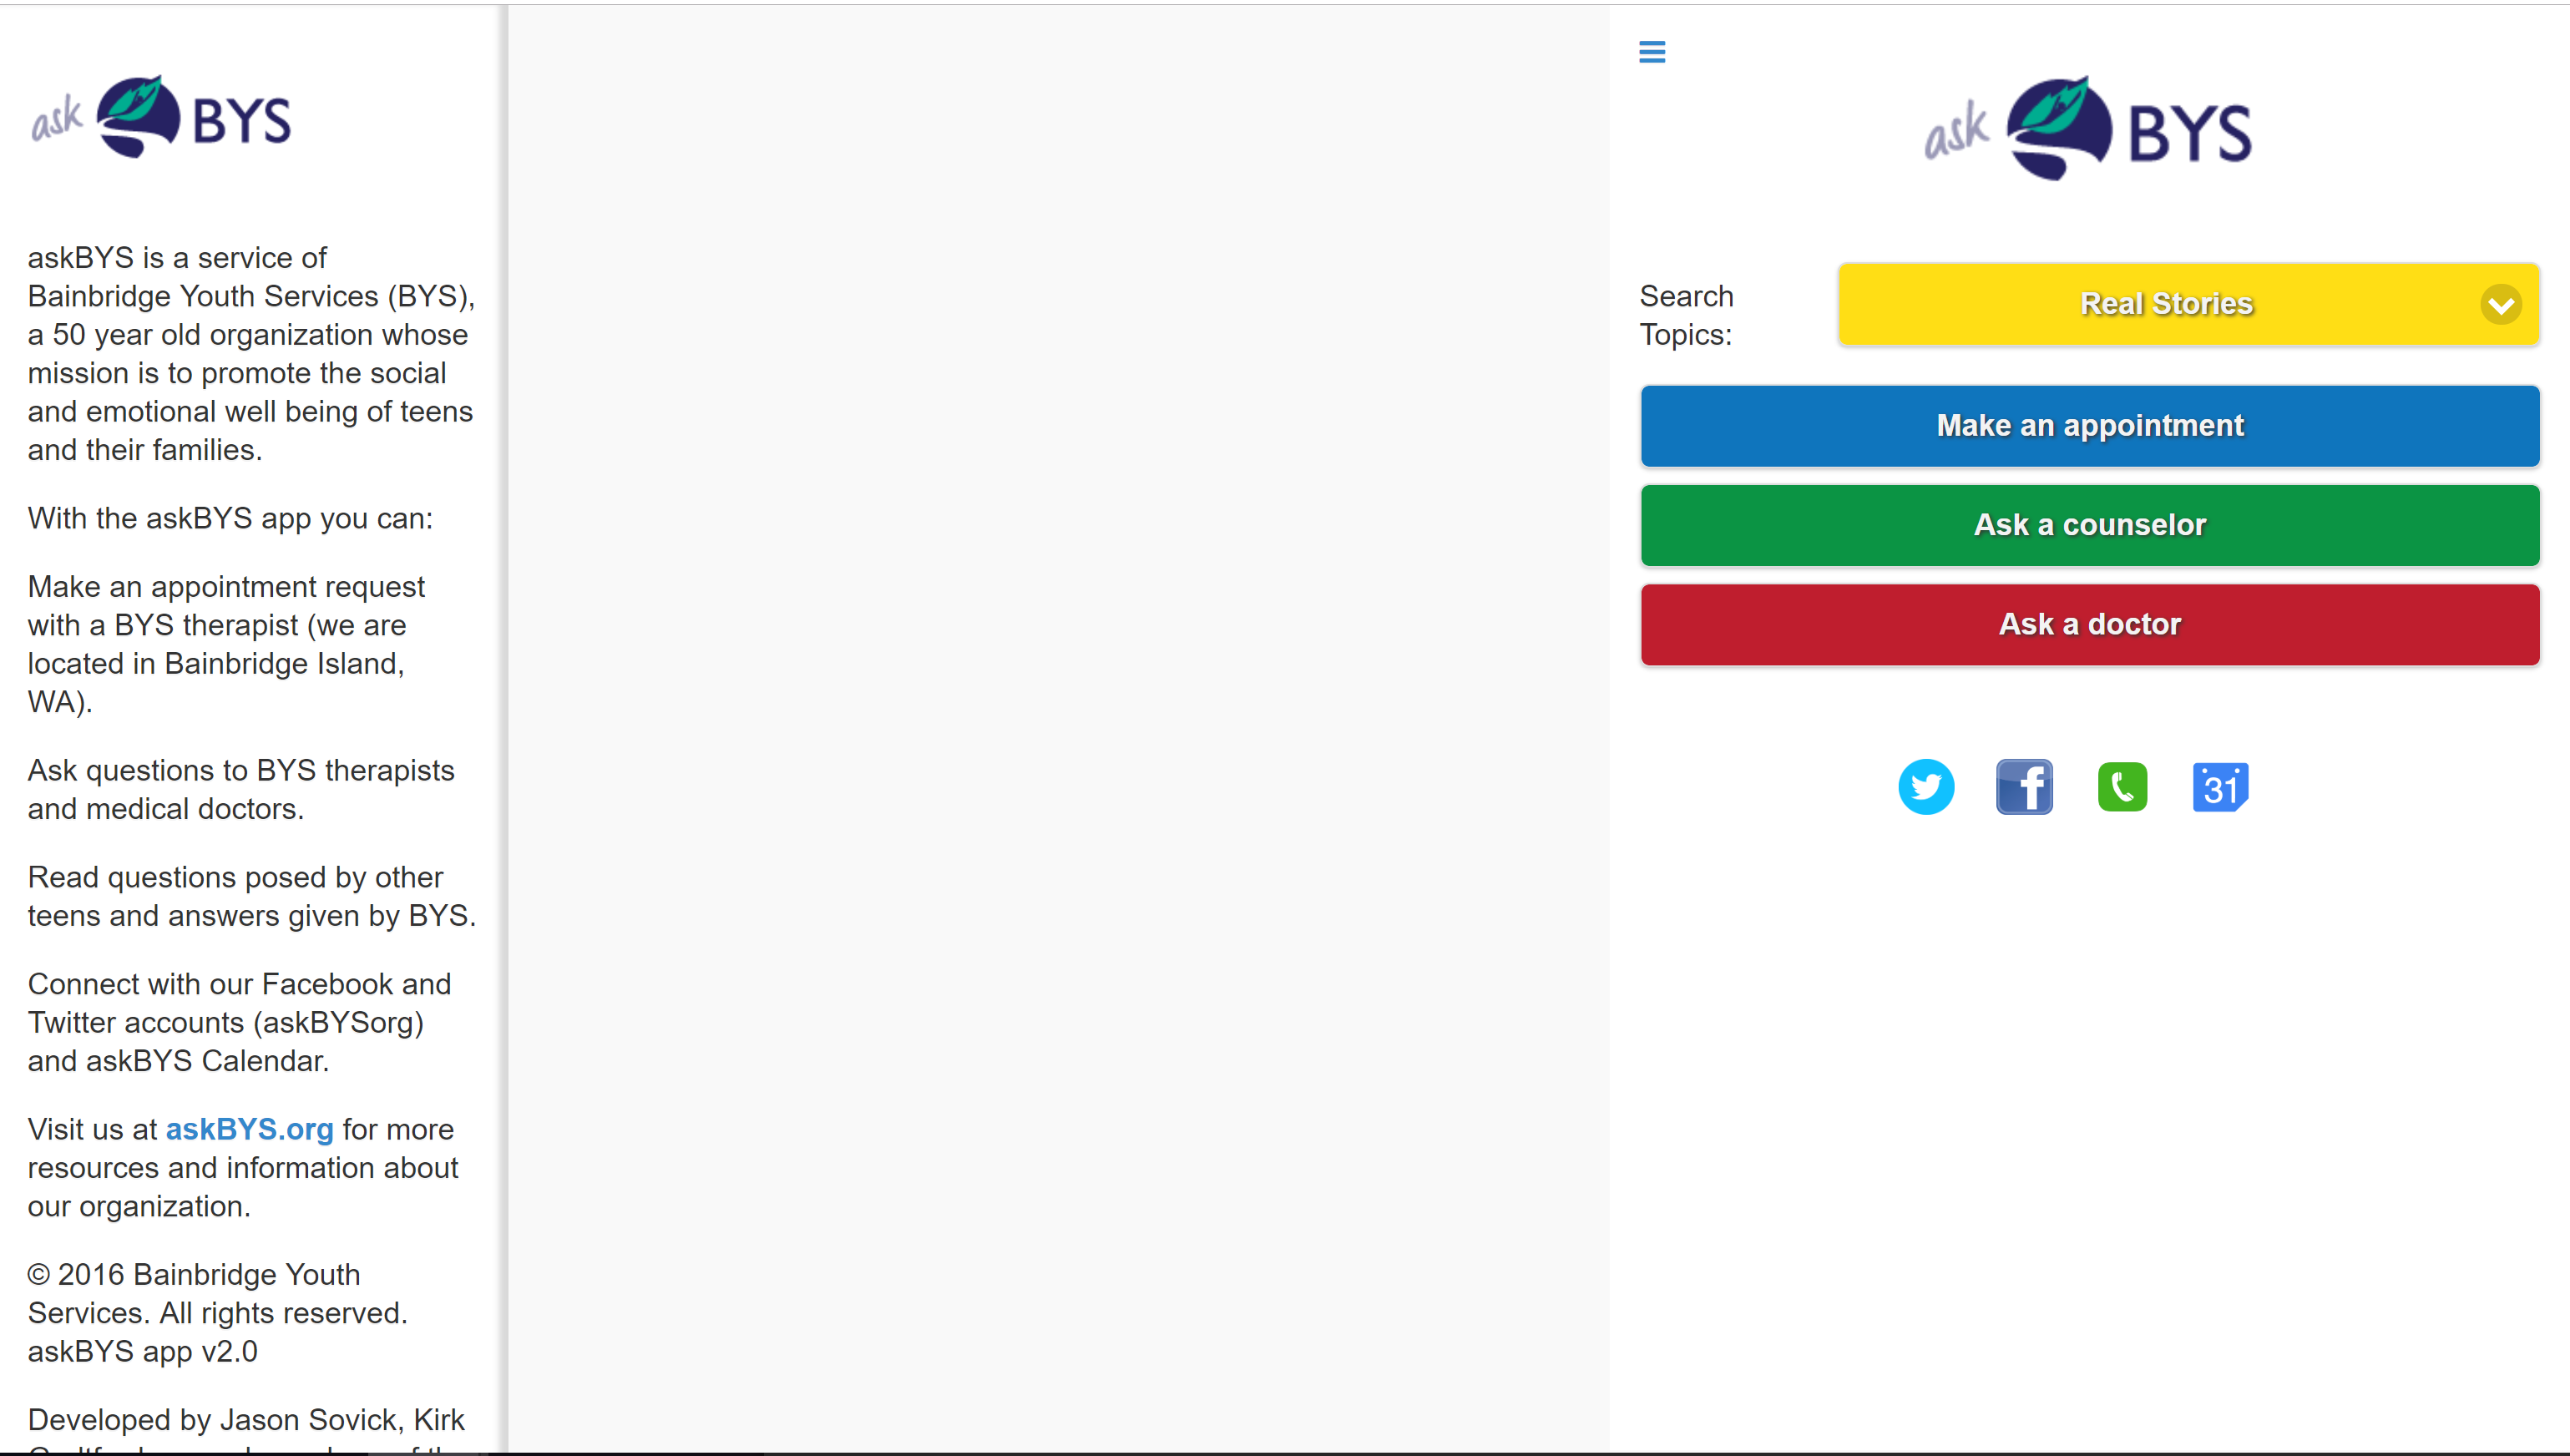 ask BYS
askBYS is a service of
Bainbridge Youth Services (BYS),
a 50 year old organization whose
mission is to promote the social
and emotional well being of teens
and their families.
With the askBYS app you can:
Make an appointment request
with a BYS therapist (we are
located in Bainbridge Island,
WA).
Ask questions to BYS therapists
and medical doctors.
Read questions posed by other
teens and answers given by BYS.
Connect with our Facebook and
Twitter accounts (askBYSorg)
and askBYS Calendar.
Visit us at askBYS.org for more
resources and information about
our organization.
© 2016 Bainbridge Youth
Services. All rights reserved.
askBYS app v2.0
Developed by Jason Sovick, Kirk
ask BYS
Search
Topics:
Real Stories
Make an appointment
Ask a counselor
Ask a doctor
31